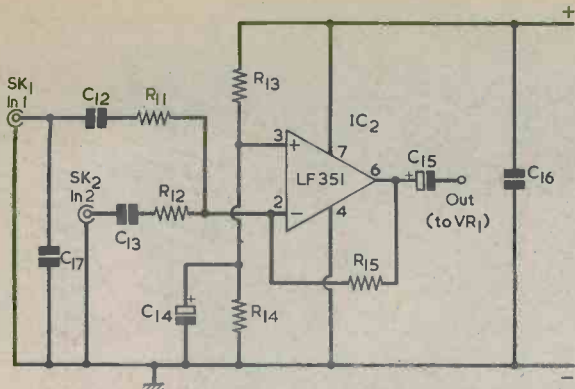 +
SK1
In 1
C12
R11
R13
IC2
3
+
7
LF351
6
+
C15
SK2
In 2
R12
2
−
4
C16
Out
(to VR1)
C13
C17
R15
+
C14
R14
−